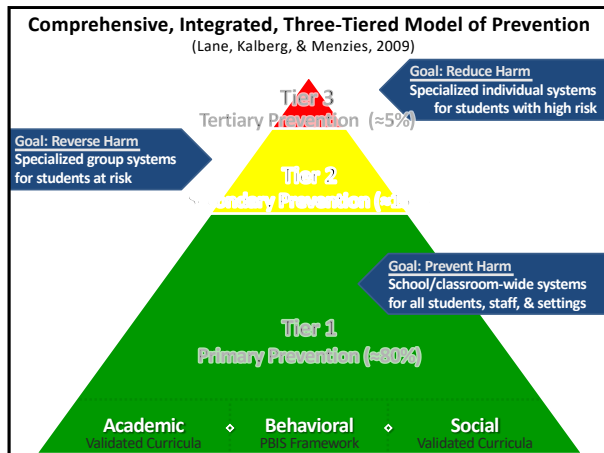 Comprehensive, Integrated, Three-Tiered Model of Prevention
(Lane, Kalberg, & Menzies, 2009)
Goal: Reduce Harm
Specialized individual systems
for students with high risk
Tier 3
Tertiary Prevention (≈5%)
Goal: Reverse Harm
Specialized group systems
for students at risk
Tier 2
Prevention
Goal: Prevent Harm
School/classroom-wide systems
for all students, staff, & settings
Tier 1
Primary Prevention (≈80%)
Academic ◇ Behavioral ◇ Social
Validated Curricula PBIS Framework Validated Curricula